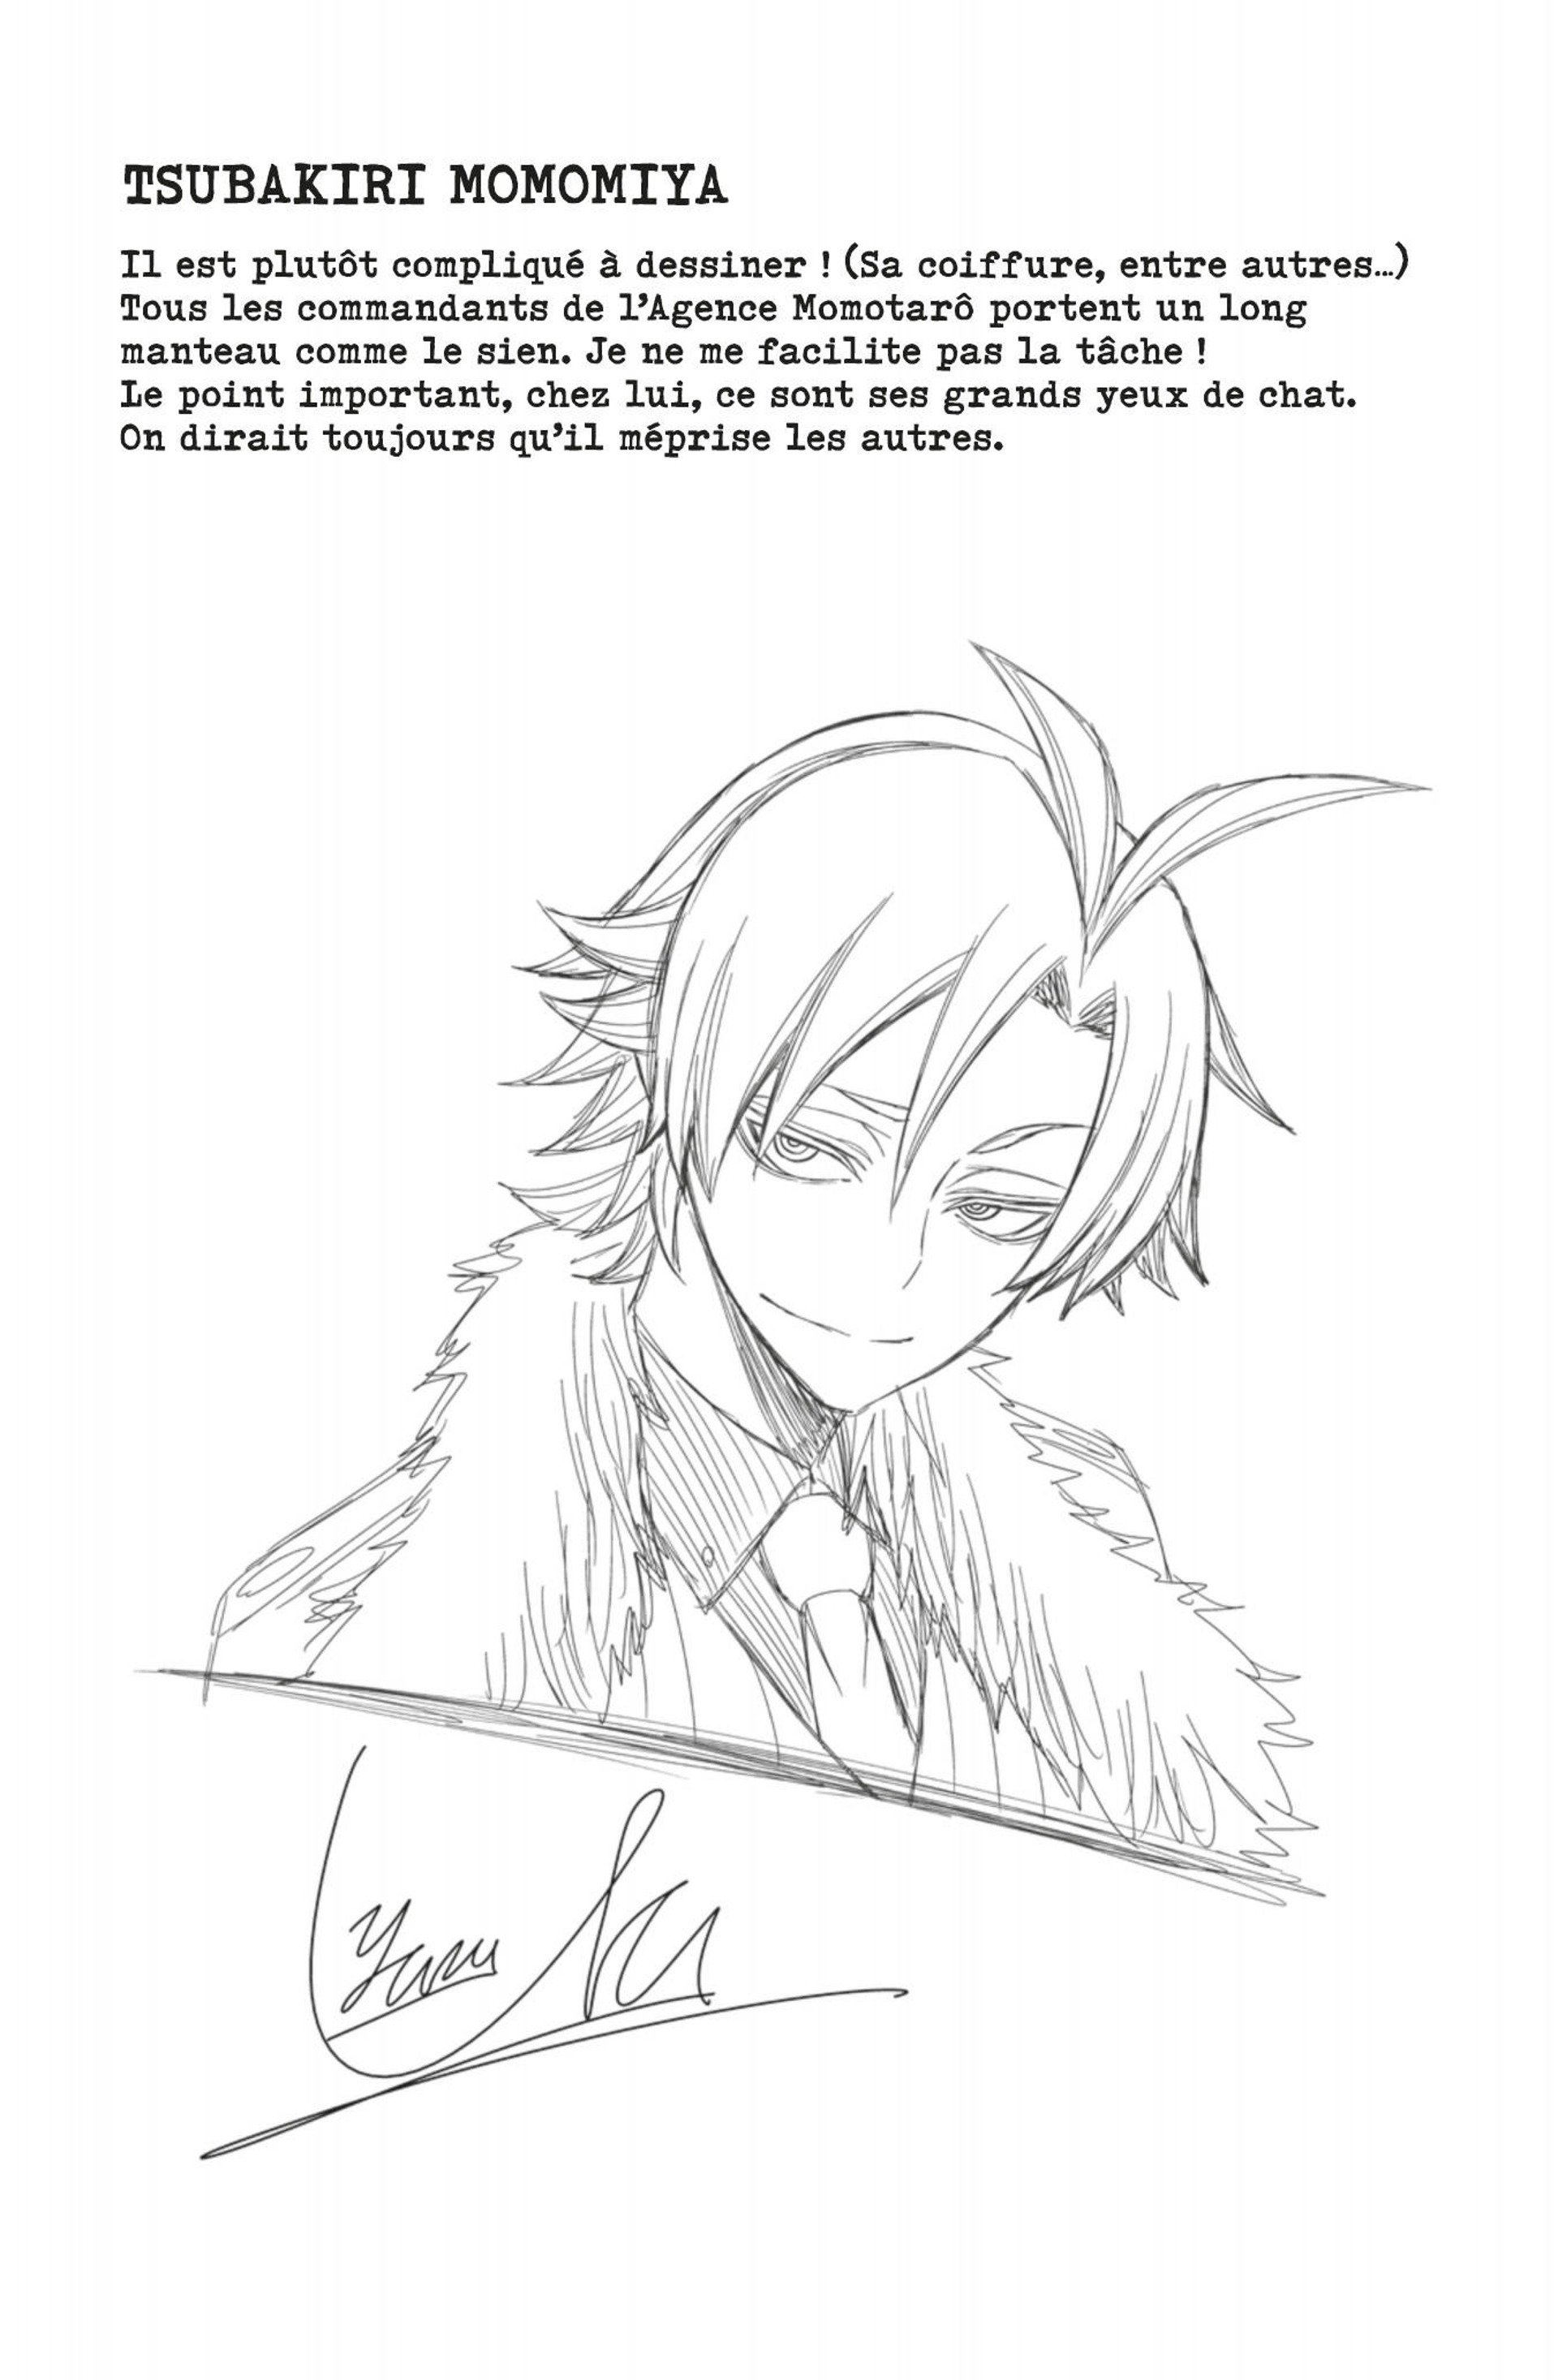 TSUBAKIRI MOMOMIYA
Il est plutôt compliqué à dessiner ! (Sa coiffure, entre autres…)
Tous les commandants de l'Agence Momotarô portent un long
manteau comme le sien. Je ne me facilite pas la tâche !
Le point important, chez lui, ce sont ses grands yeux de chat.
On dirait toujours qu'il méprise les autres.